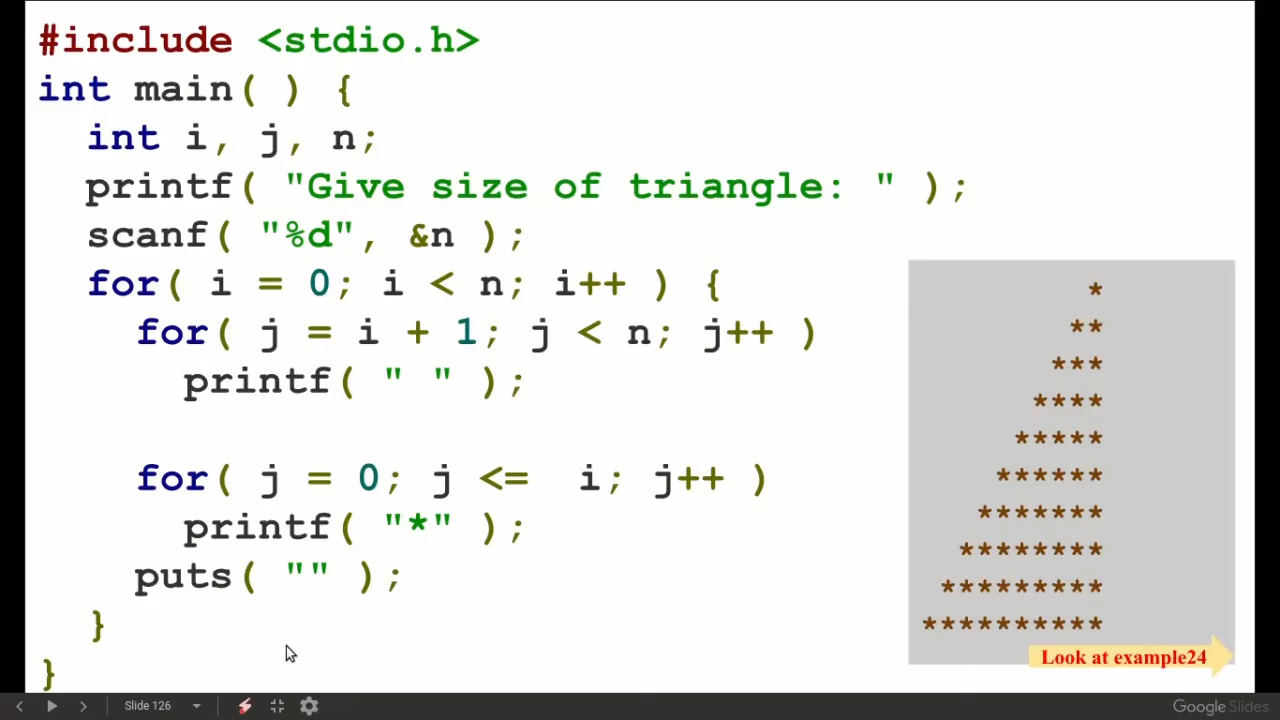 #include <stdio.h>
int main( ) {
  int i, j, n;
  printf( "Give size of triangle: " );
  scanf( "%d", &n );
  for( i = 0; i < n; i++ ) {
    for( j = i + 1; j < n; j++ )
      printf( " " );

    for( j = 0; j <=  i; j++ )
      printf( "*" );
    puts( "" );
  }
}
         *
        **
       ***
      ****
     *****
    ******
   *******
  ********
 *********
**********
Look at example24
Slide 126
Google Slides